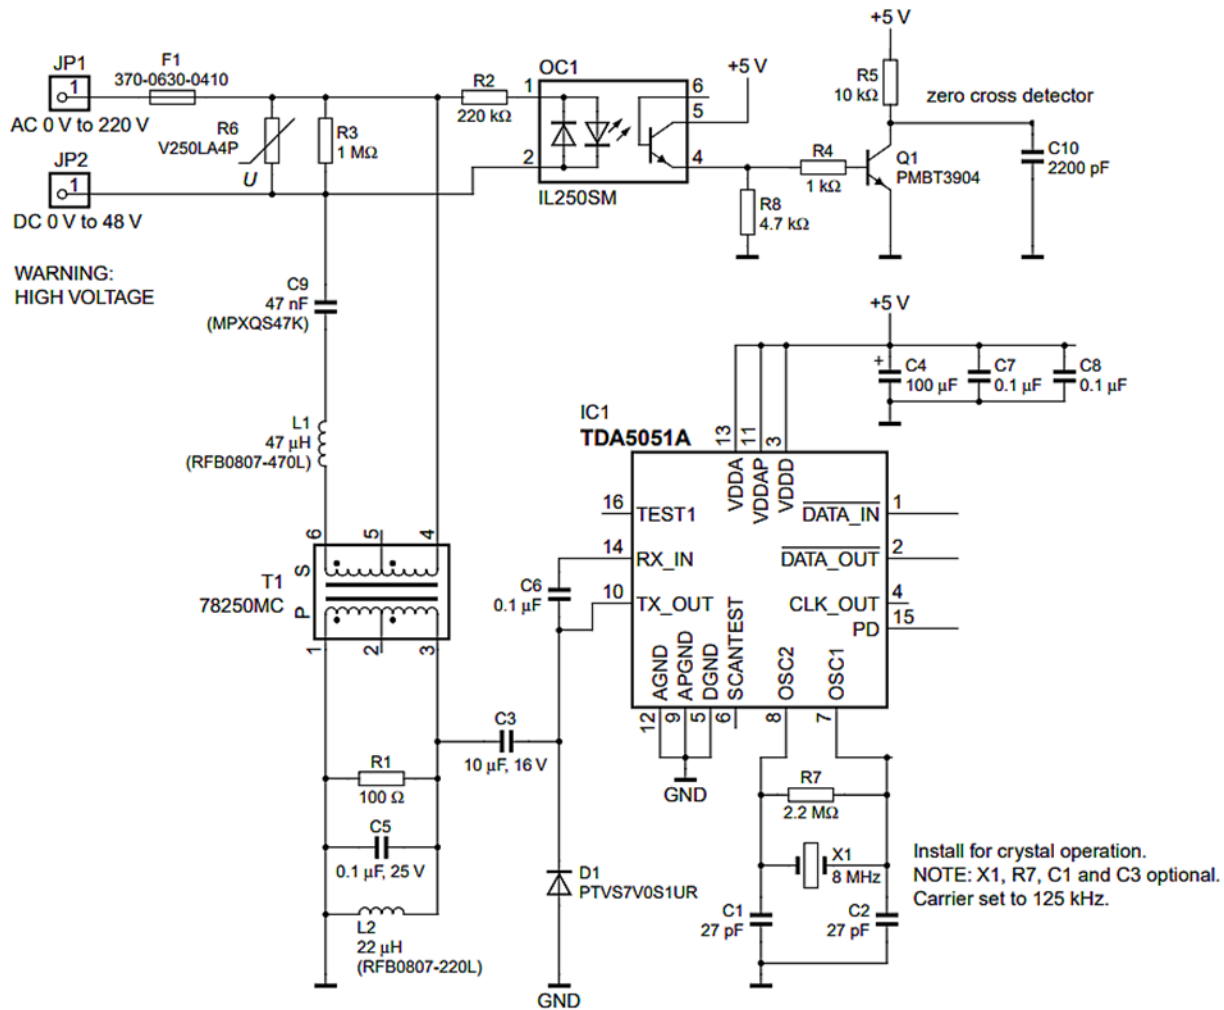 JP1
1
AC 0 V to 220 V
JP2
1
DC 0 V to 48 V
WARNING:
HIGH VOLTAGE
F1
370-0630-0410
R6
V250LA4P
U
R3
1 MΩ
R2
220 kΩ
OC1
1
2
6
5
4
IL250SM
+5 V
R8
4.7 kΩ
R4
1 kΩ
+5 V
R5
10 kΩ
zero cross detector
Q1
PMBT3904
C10
2200 pF
C9
47 nF
(MPXQS47K)
L1
47 µH
(RFB0807-470L)
6
5
4
S
P
T1
78250MC
1
2
3
R1
100 Ω
C5
0.1 µF, 25 V
L2
22 µH
(RFB0807-220L)
C3
10 µF, 16 V
C6
0.1 µF
D1
PTVS7V0S1UR
GND
+5 V
+
C4
100 µF
C7
0.1 µF
C8
0.1 µF
IC1
TDA5051A
13
11
3
VDDA
VDDAP
VDDD
16
TEST1
14
RX_IN
10
TX_OUT
DATA_IN
1
DATA_OUT
2
CLK_OUT
4
PD
15
AGND
APGND
DGND
SCANTEST
OSC2
OSC1
12
9
5
6
8
7
GND
R7
2.2 MΩ
X1
8 MHz
C1
27 pF
C2
27 pF
Install for crystal operation.
NOTE: X1, R7, C1 and C3 optional.
Carrier set to 125 kHz.